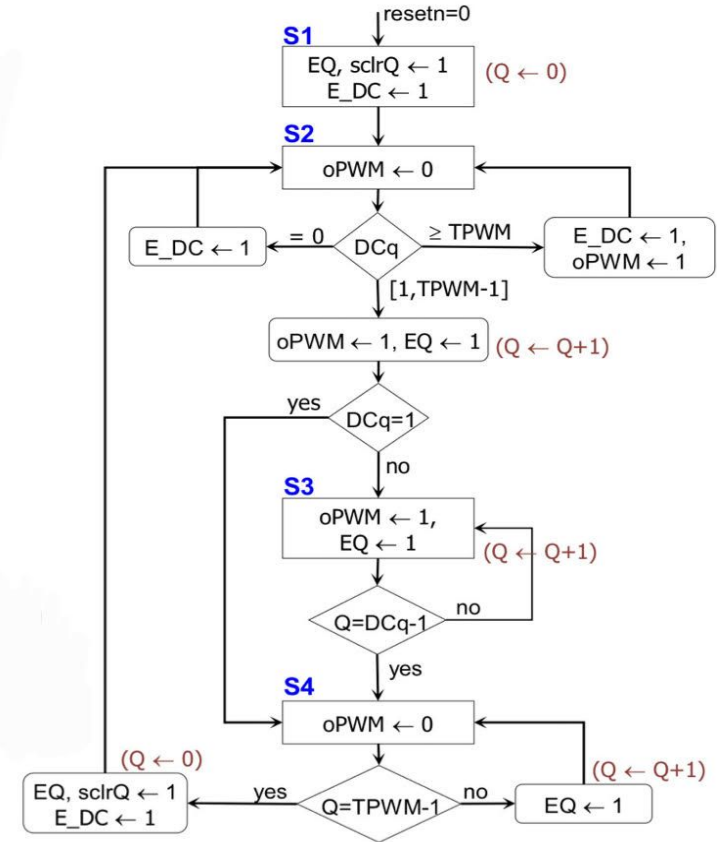 resetn=0
S1
EQ, sclrQ ← 1
E_DC ← 1
(Q ← 0)
S2
oPWM ← 0
E_DC ← 1
= 0
DCq
≥ TPWM
E_DC ← 1,
oPWM ← 1
[1,TPWM-1]
oPWM ← 1, EQ ← 1
(Q ← Q+1)
yes
DCq=1
no
S3
oPWM ← 1,
EQ ← 1
(Q ← Q+1)
Q=DCq-1
no
yes
S4
oPWM ← 0
(Q ← 0)
EQ, sclrQ ← 1
E_DC ← 1
yes
Q=TPWM-1
no
(Q ← Q+1)
EQ ← 1